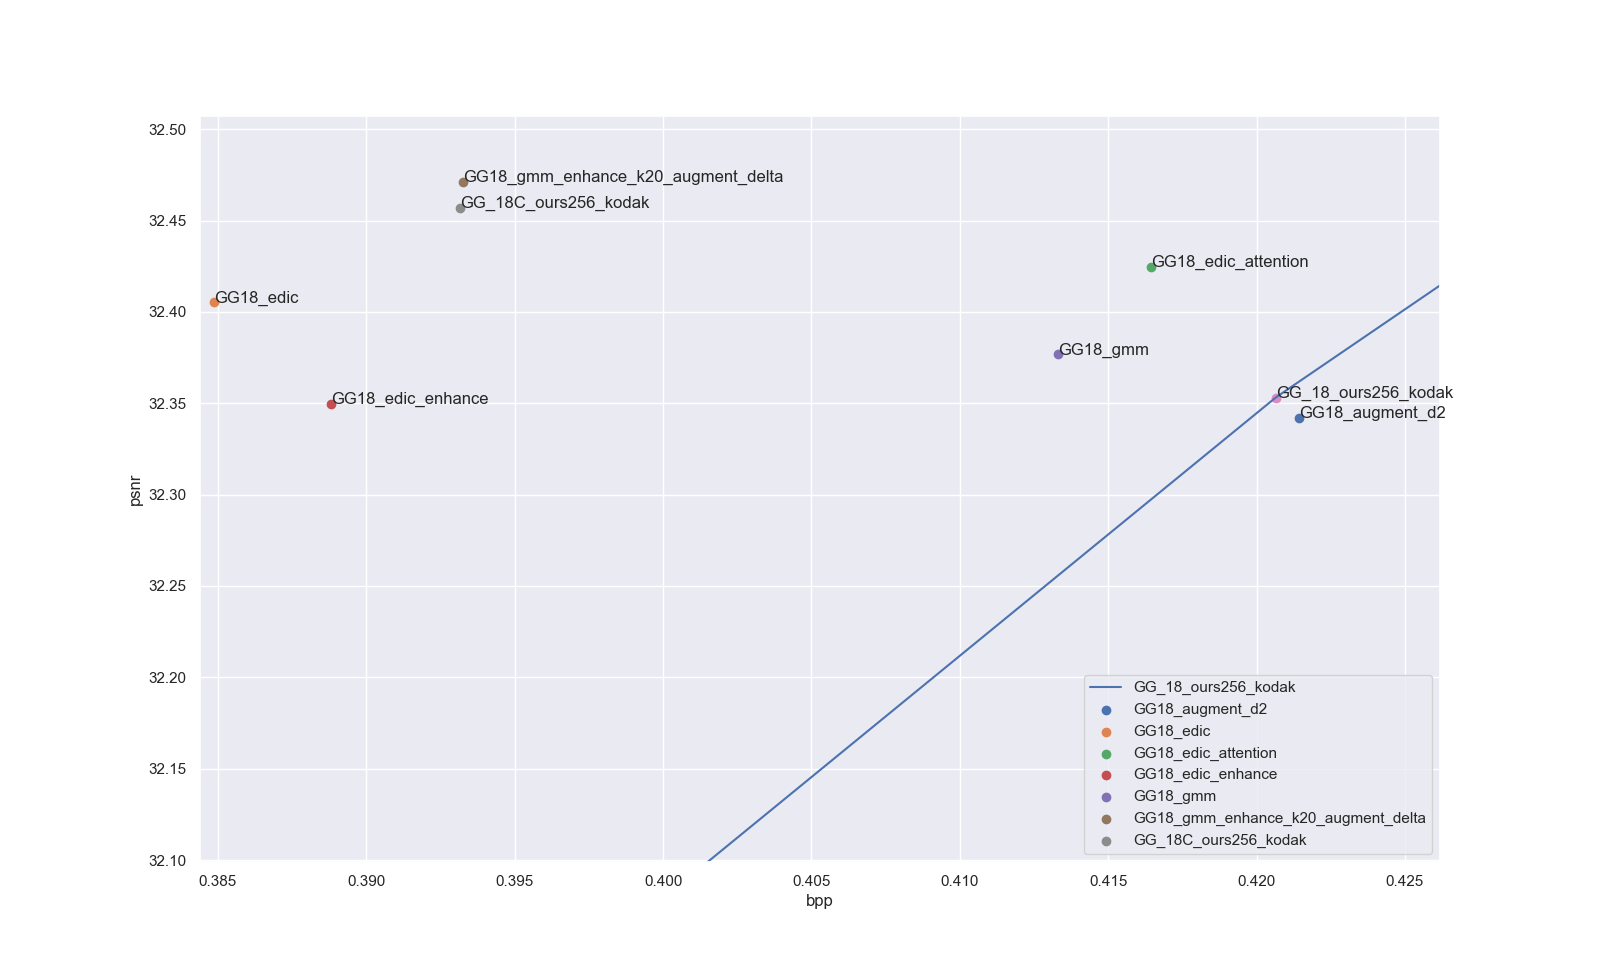 32.50
GG18_gmm_enhance_k20_augment_delta
GG_18C_ours256_kodak
32.45
GG18_edic_attention
GG18_edic
32.40
GG18_gmm
GG_18_ours256_kodak
GG18_edic_enhance
32.35
GG18_augment_d2
psnr
32.30
32.25
32.20
32.15
32.10
GG_18_ours256_kodak
GG18_augment_d2
GG18_edic
GG18_edic_attention
GG18_edic_enhance
GG18_gmm
GG18_gmm_enhance_k20_augment_delta
GG_18C_ours256_kodak
0.385 0.390 0.395 0.400 0.405 0.410 0.415 0.420 0.425
bpp